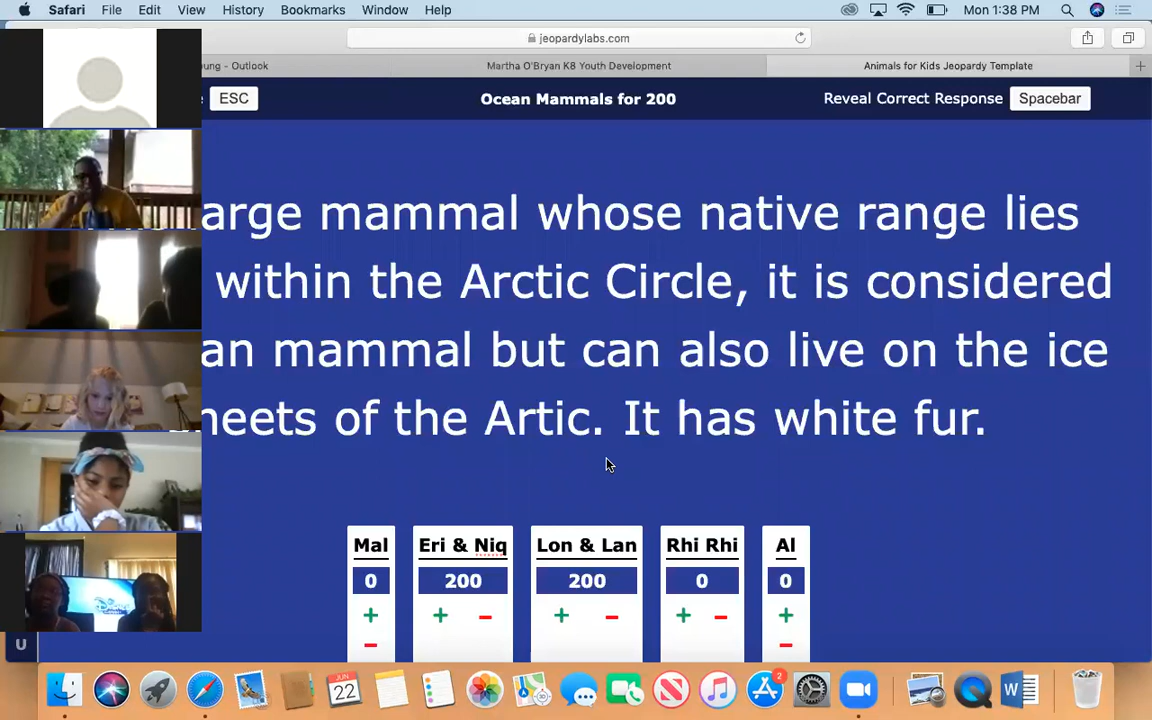 Safari File Edit View History Bookmarks Window Help Mon 1:38 PM
jeopardylabs.com
ung - Outlook Martha O'Bryan K8 Youth Development Animals for Kids Jeopardy Template +
ESC Ocean Mammals for 200 Reveal Correct Response Spacebar
arge mammal whose native range lies
within the Arctic Circle, it is considered
an mammal but can also live on the ice
heets of the Artic. It has white fur.
Mal Eri & Niq Lon & Lan Rhi Rhi Al
0 200 200 0 0
+ + − + − + − +
− −
U
JUN
22
2
W